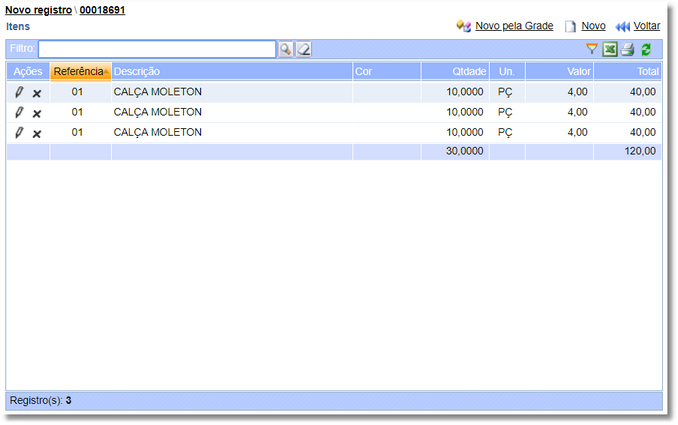 Novo registro \ 00018691
Itens
Novo pela Grade Novo Voltar
Filtro:
Ações Referência Descrição Cor Qtdade Un. Valor Total
01 CALÇA MOLETON 10,0000 PÇ 4,00 40,00
01 CALÇA MOLETON 10,0000 PÇ 4,00 40,00
01 CALÇA MOLETON 10,0000 PÇ 4,00 40,00
30,0000 120,00
Registro(s): 3